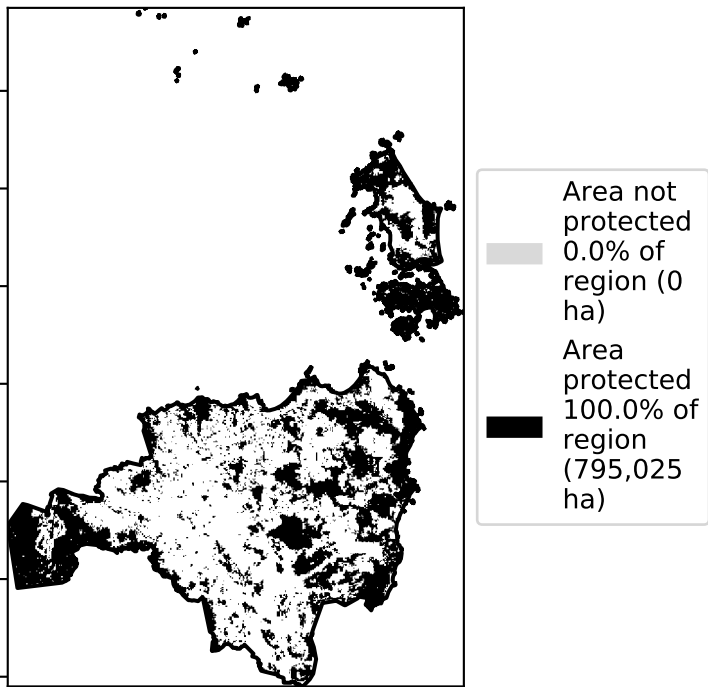 Area not
protected
0.0% of
region (0
ha)
Area
protected
100.0% of
region
(795,025
ha)